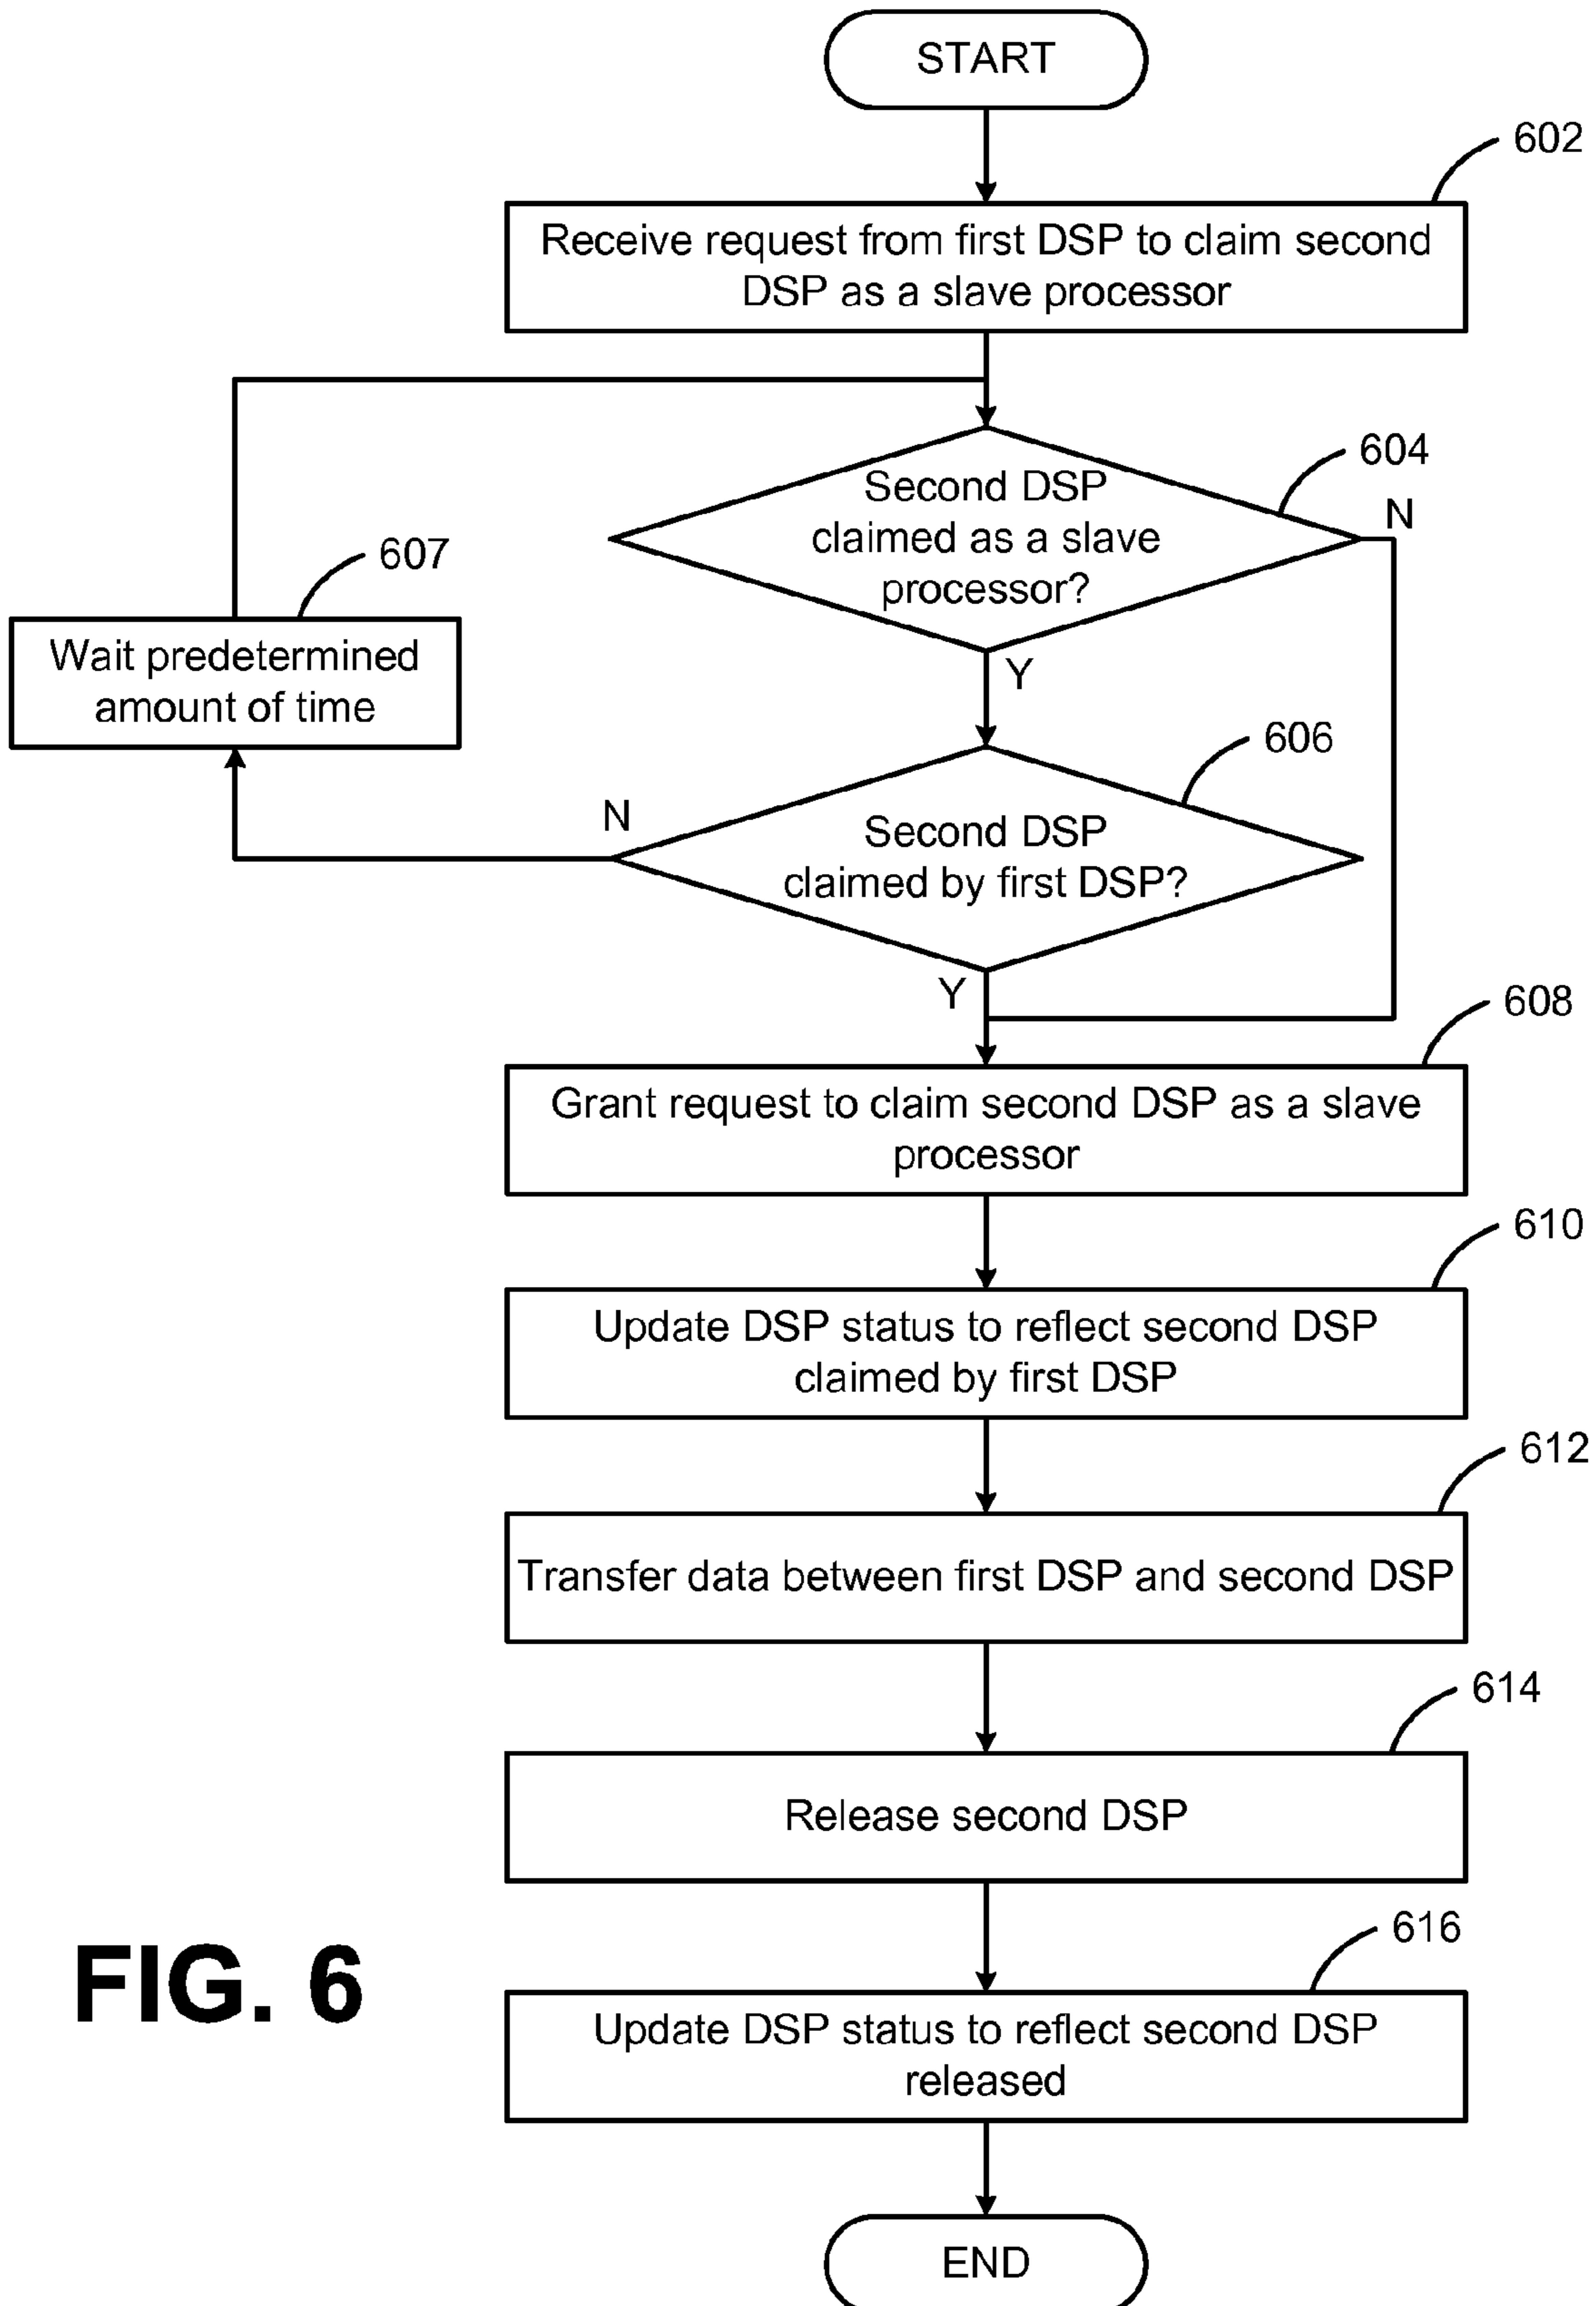 START
602
Receive request from first DSP to claim second
DSP as a slave processor
604
Second DSP
claimed as a slave
processor?
N
607
Wait predetermined
amount of time
Y
606
N
Second DSP
claimed by first DSP?
Y
608
Grant request to claim second DSP as a slave
processor
610
Update DSP status to reflect second DSP
claimed by first DSP
612
Transfer data between first DSP and second DSP
614
Release second DSP
616
FIG. 6
Update DSP status to reflect second DSP
released
END